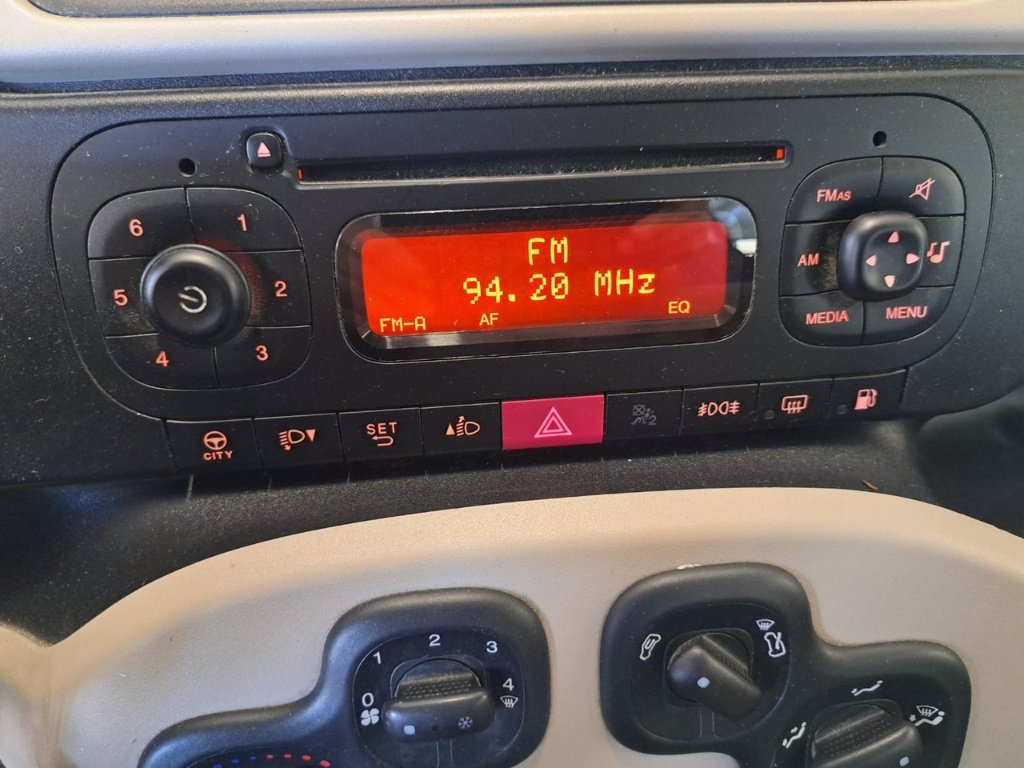 6 1
5 2
4 3
FM
94.20 MHz
FM-A AF EQ
FMAS
AM
MEDIA MENU
CITY
SET
2
0 1 2 3 4